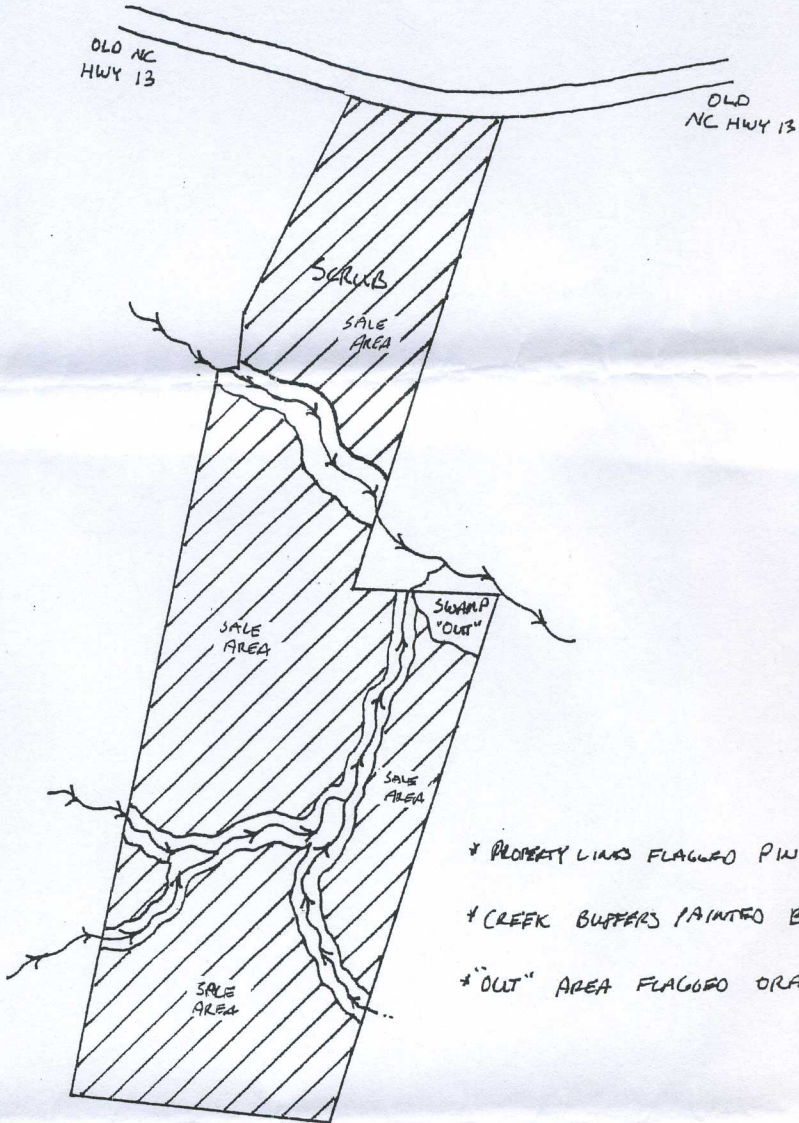 OLD NC
HWY 13
OLD
NC HWY 13
SCRUB
SALE
AREA
SWAMP
"OUT"
SALE
AREA
SALE
AREA
* PROPERTY LINES FLAGGED PIN
* CREEK BUFFERS PAINTED B
* "OUT" AREA FLAGGED ORA
SALE
AREA